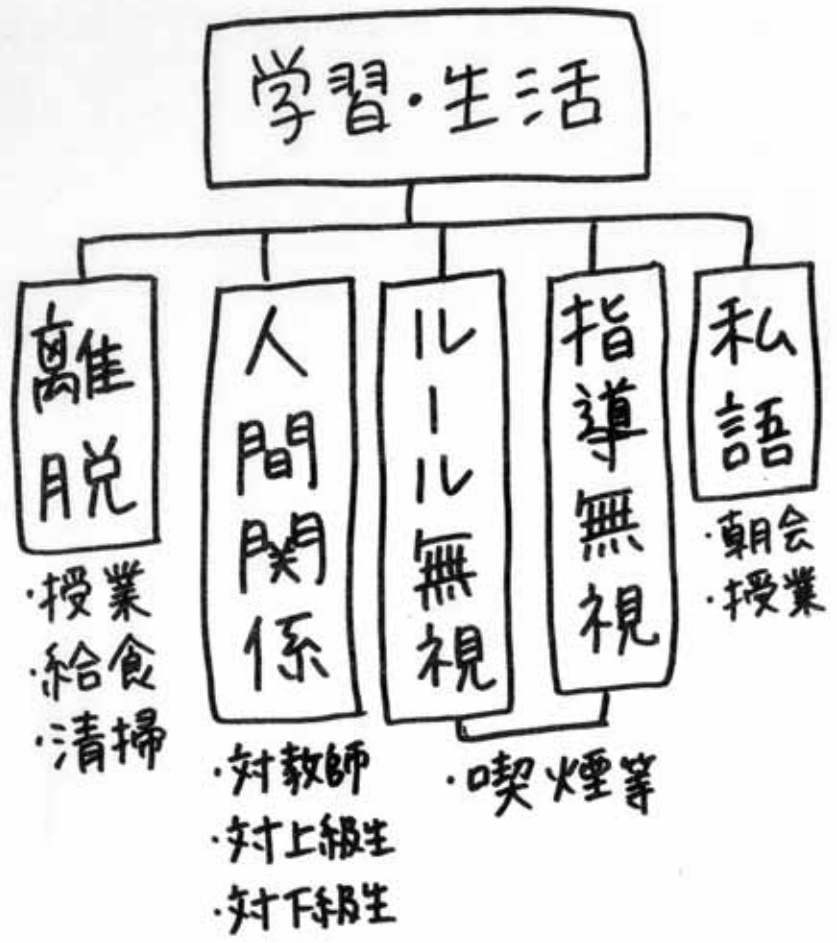 学習・生活
離脱
・授業
・給食
・清掃
人間関係
・対教師
・対上級生
・対下級生
ルール無視
指導無視
・喫煙等
私語
・朝会
・授業